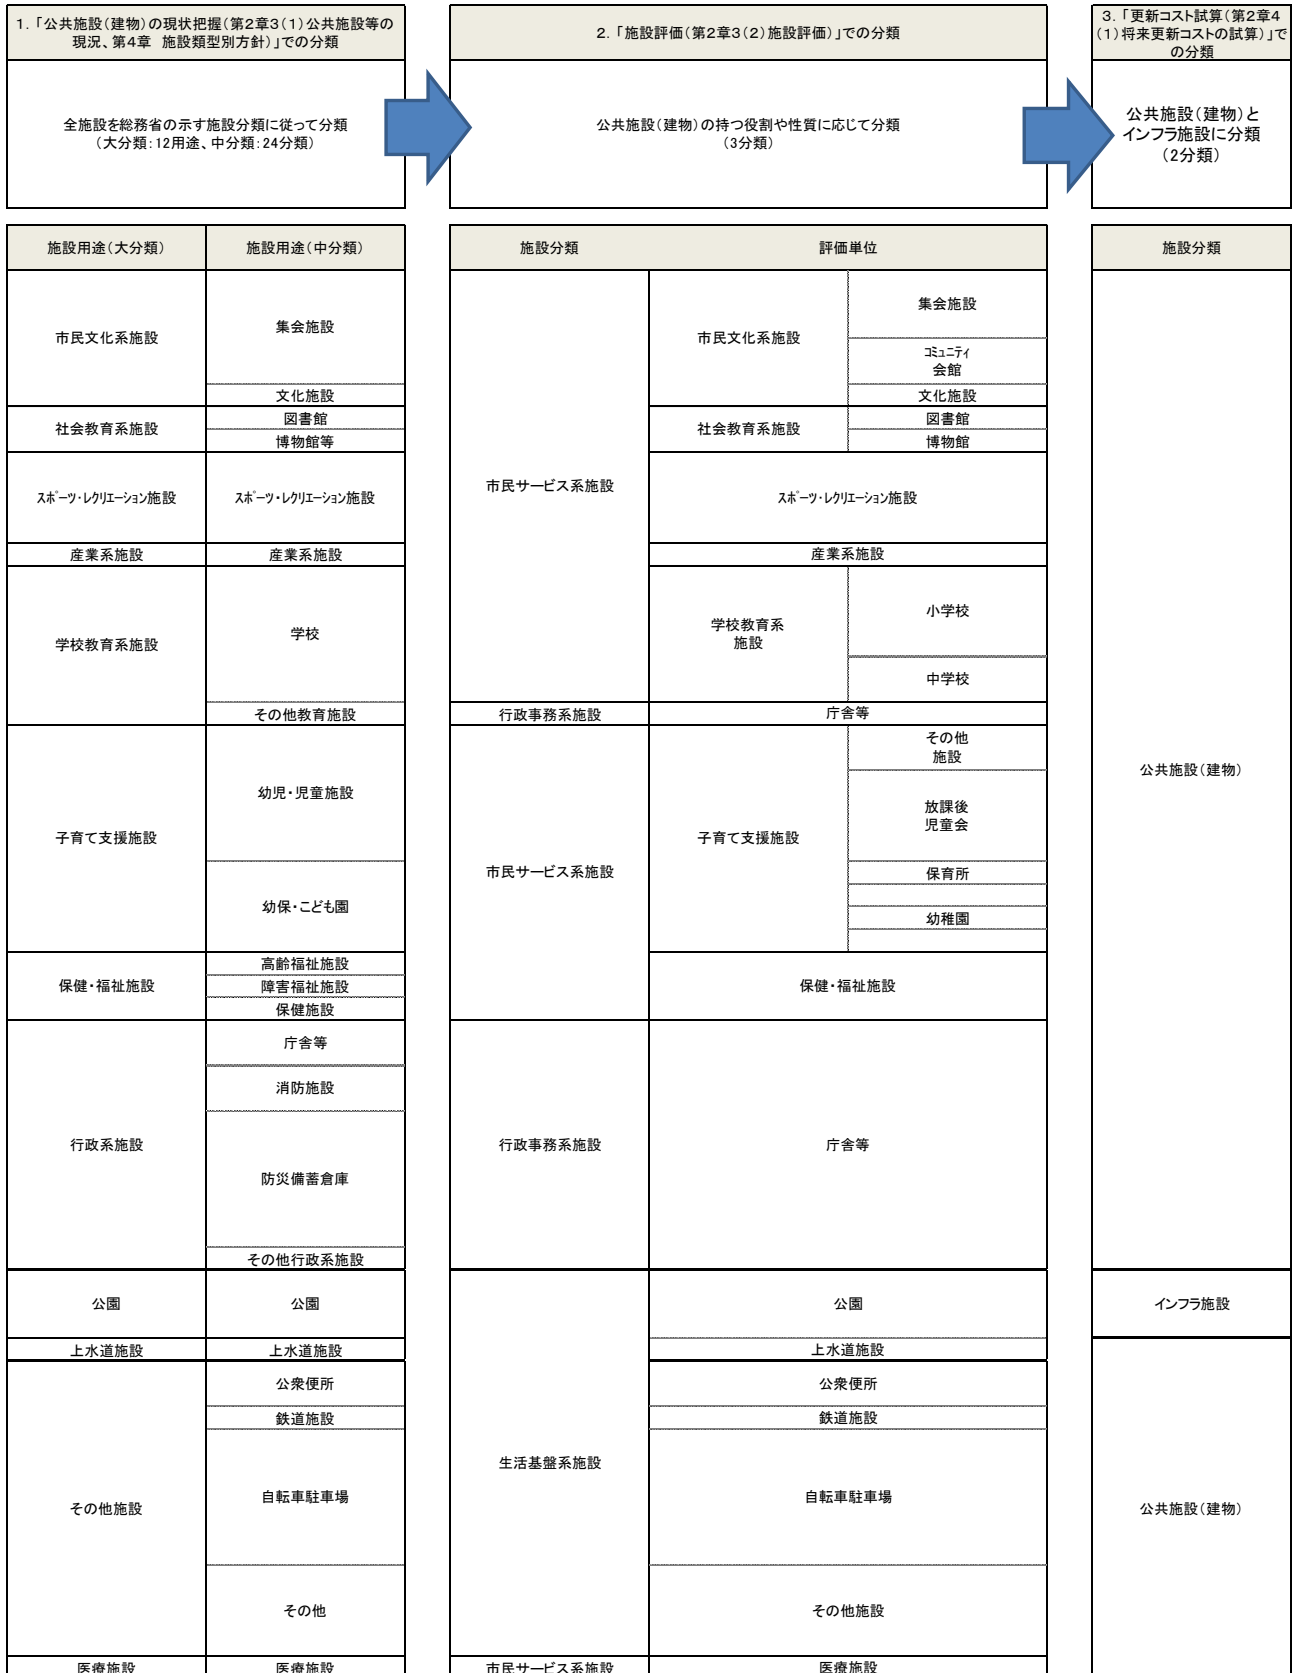 1．「公共施設（建物）の現状把握（第2章3（1）公共施設等の
現況、第4章　施設類型別方針）」での分類
全施設を総務省の示す施設分類に従って分類
（大分類：12用途、中分類：24分類）
2．「施設評価（第2章3（2）施設評価）」での分類
公共施設（建物）の持つ役割や性質に応じて分類
（3分類）
3．「更新コスト試算（第2章4
（1）将来更新コストの試算）」で
の分類
公共施設（建物）と
インフラ施設に分類
（2分類）
施設用途（大分類）
施設用途（中分類）
市民文化系施設
集会施設
文化施設
社会教育系施設
図書館
博物館等
スポーツ・レクリエーション施設
スポーツ・レクリエーション施設
産業系施設
産業系施設
学校教育系施設
学校
その他教育施設
子育て支援施設
幼児・児童施設
幼保・こども園
保健・福祉施設
高齢福祉施設
障害福祉施設
保健施設
行政系施設
庁舎等
消防施設
防災備蓄倉庫
その他行政系施設
公園
公園
上水道施設
上水道施設
その他施設
公衆便所
鉄道施設
自転車駐車場
その他
医療施設
医療施設
施設分類
評価単位
市民サービス系施設
市民文化系施設
集会施設
コミュニティ
会館
文化施設
社会教育系施設
図書館
博物館
スポーツ・レクリエーション施設
産業系施設
学校教育系
施設
小学校
中学校
行政事務系施設
庁舎等
市民サービス系施設
子育て支援施設
その他
施設
放課後
児童会
保育所
幼稚園
保健・福祉施設
行政事務系施設
庁舎等
生活基盤系施設
公園
上水道施設
公衆便所
鉄道施設
自転車駐車場
その他施設
市民サービス系施設
医療施設
施設分類
公共施設（建物）
インフラ施設
公共施設（建物）